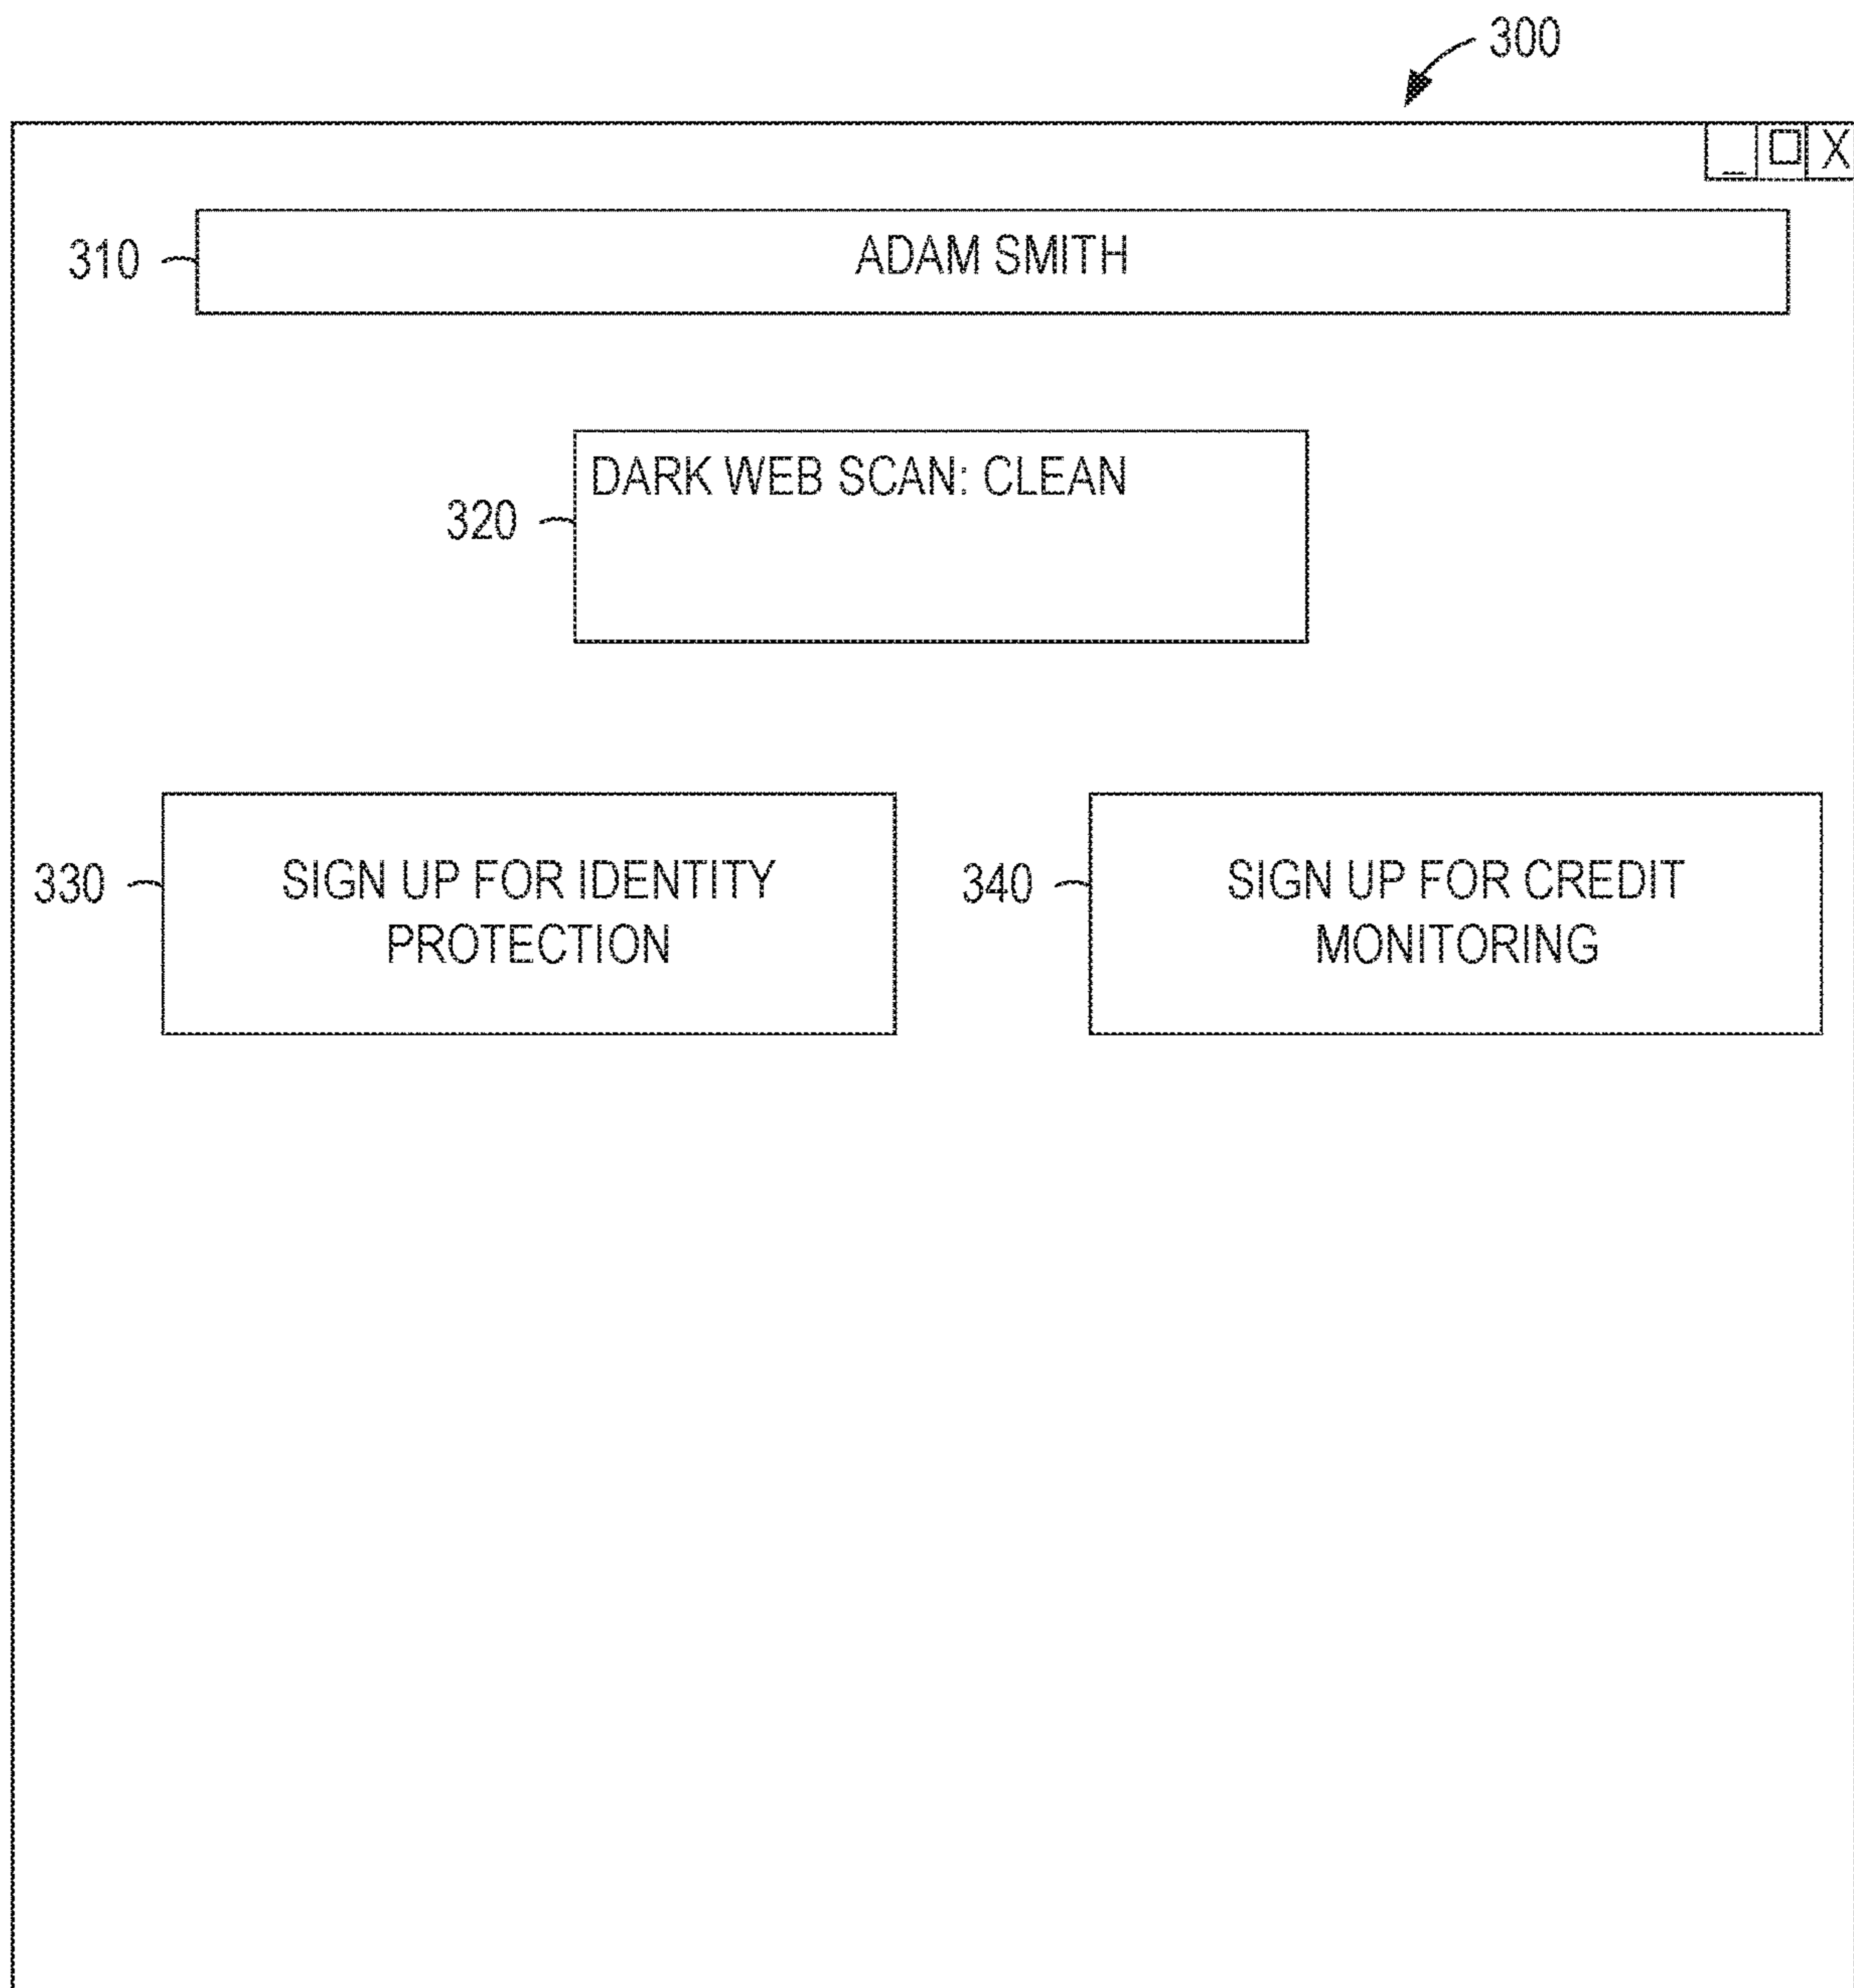 300
_ □ X
310 ADAM SMITH
DARK WEB SCAN: CLEAN
320
330 SIGN UP FOR IDENTITY
PROTECTION
340 SIGN UP FOR CREDIT
MONITORING